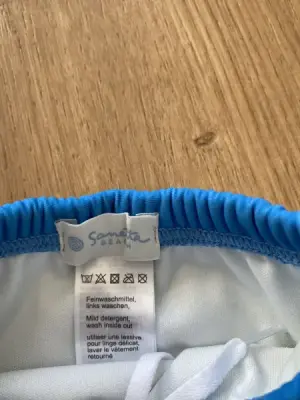 Sanetta
BEACH
Feinwaschmittel,
links waschen,
Mild detergent,
wash inside out
utiliser une lessive
pour linge délicat,
laver le vêtement
retourné